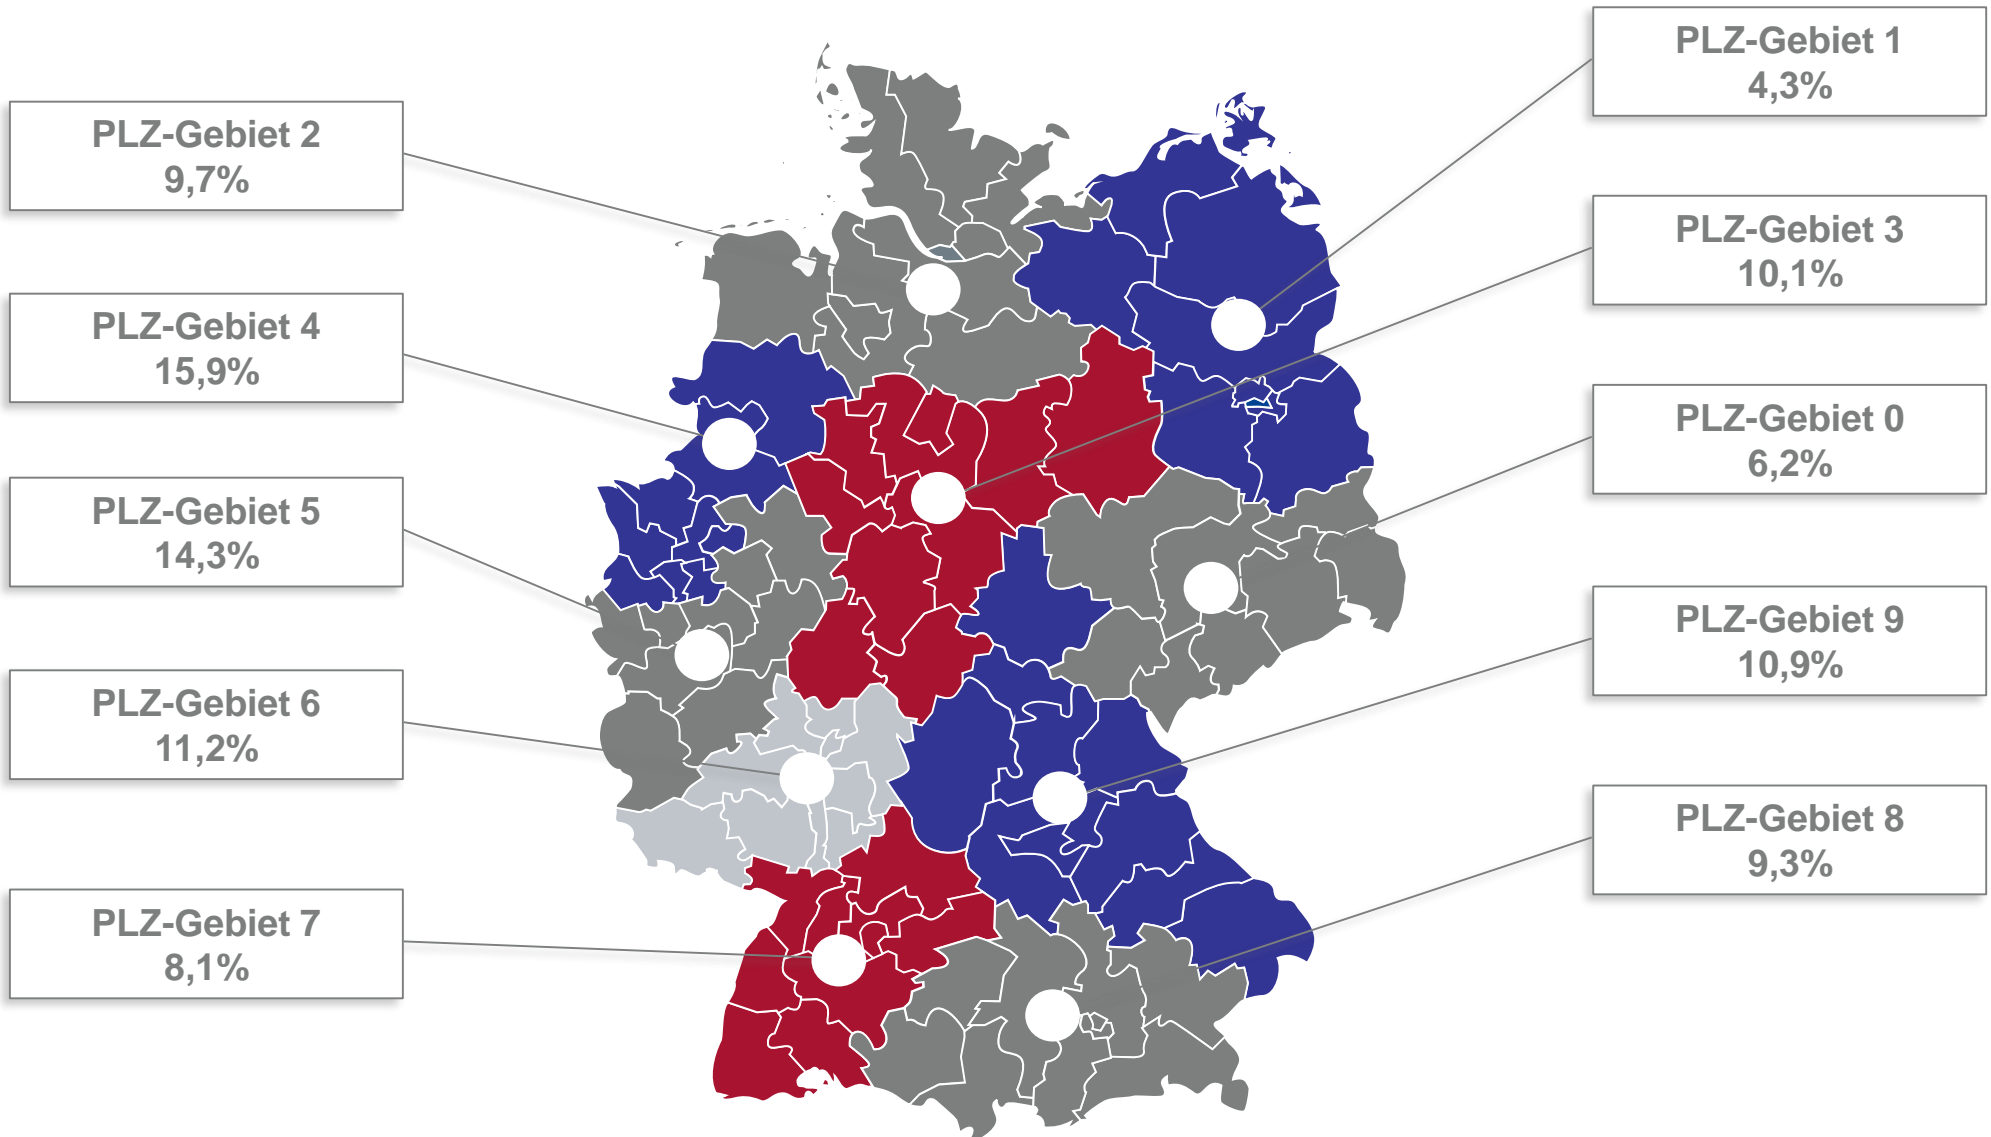 PLZ-Gebiet 2
9,7%
PLZ-Gebiet 4
15,9%
PLZ-Gebiet 5
14,3%
PLZ-Gebiet 6
11,2%
PLZ-Gebiet 7
8,1%
PLZ-Gebiet 1
4,3%
PLZ-Gebiet 3
10,1%
PLZ-Gebiet 0
6,2%
PLZ-Gebiet 9
10,9%
PLZ-Gebiet 8
9,3%